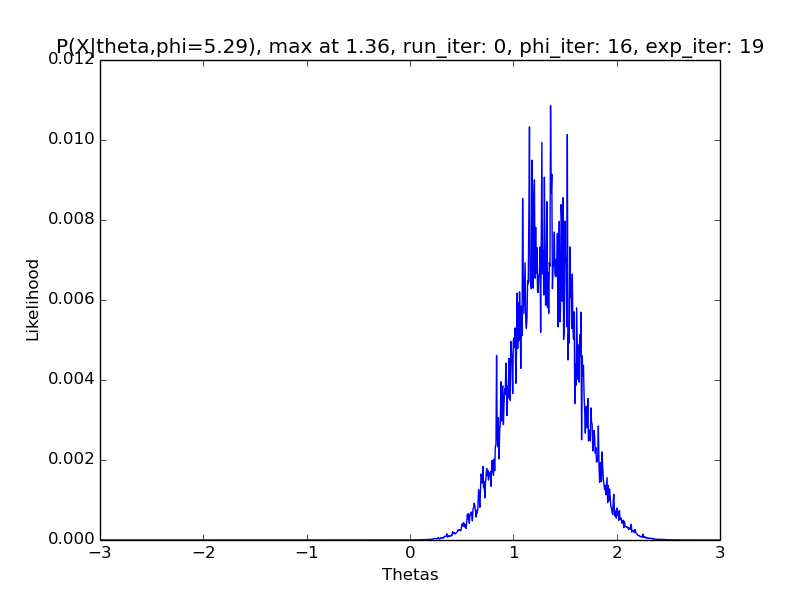 P(X|theta,phi=5.29), max at 1.36, run_iter: 0, phi_iter: 16, exp_iter: 19
0.012
0.010
0.008
0.006
0.004
0.002
0.000
Likelihood
−3 −2 −1 0 1 2 3
Thetas